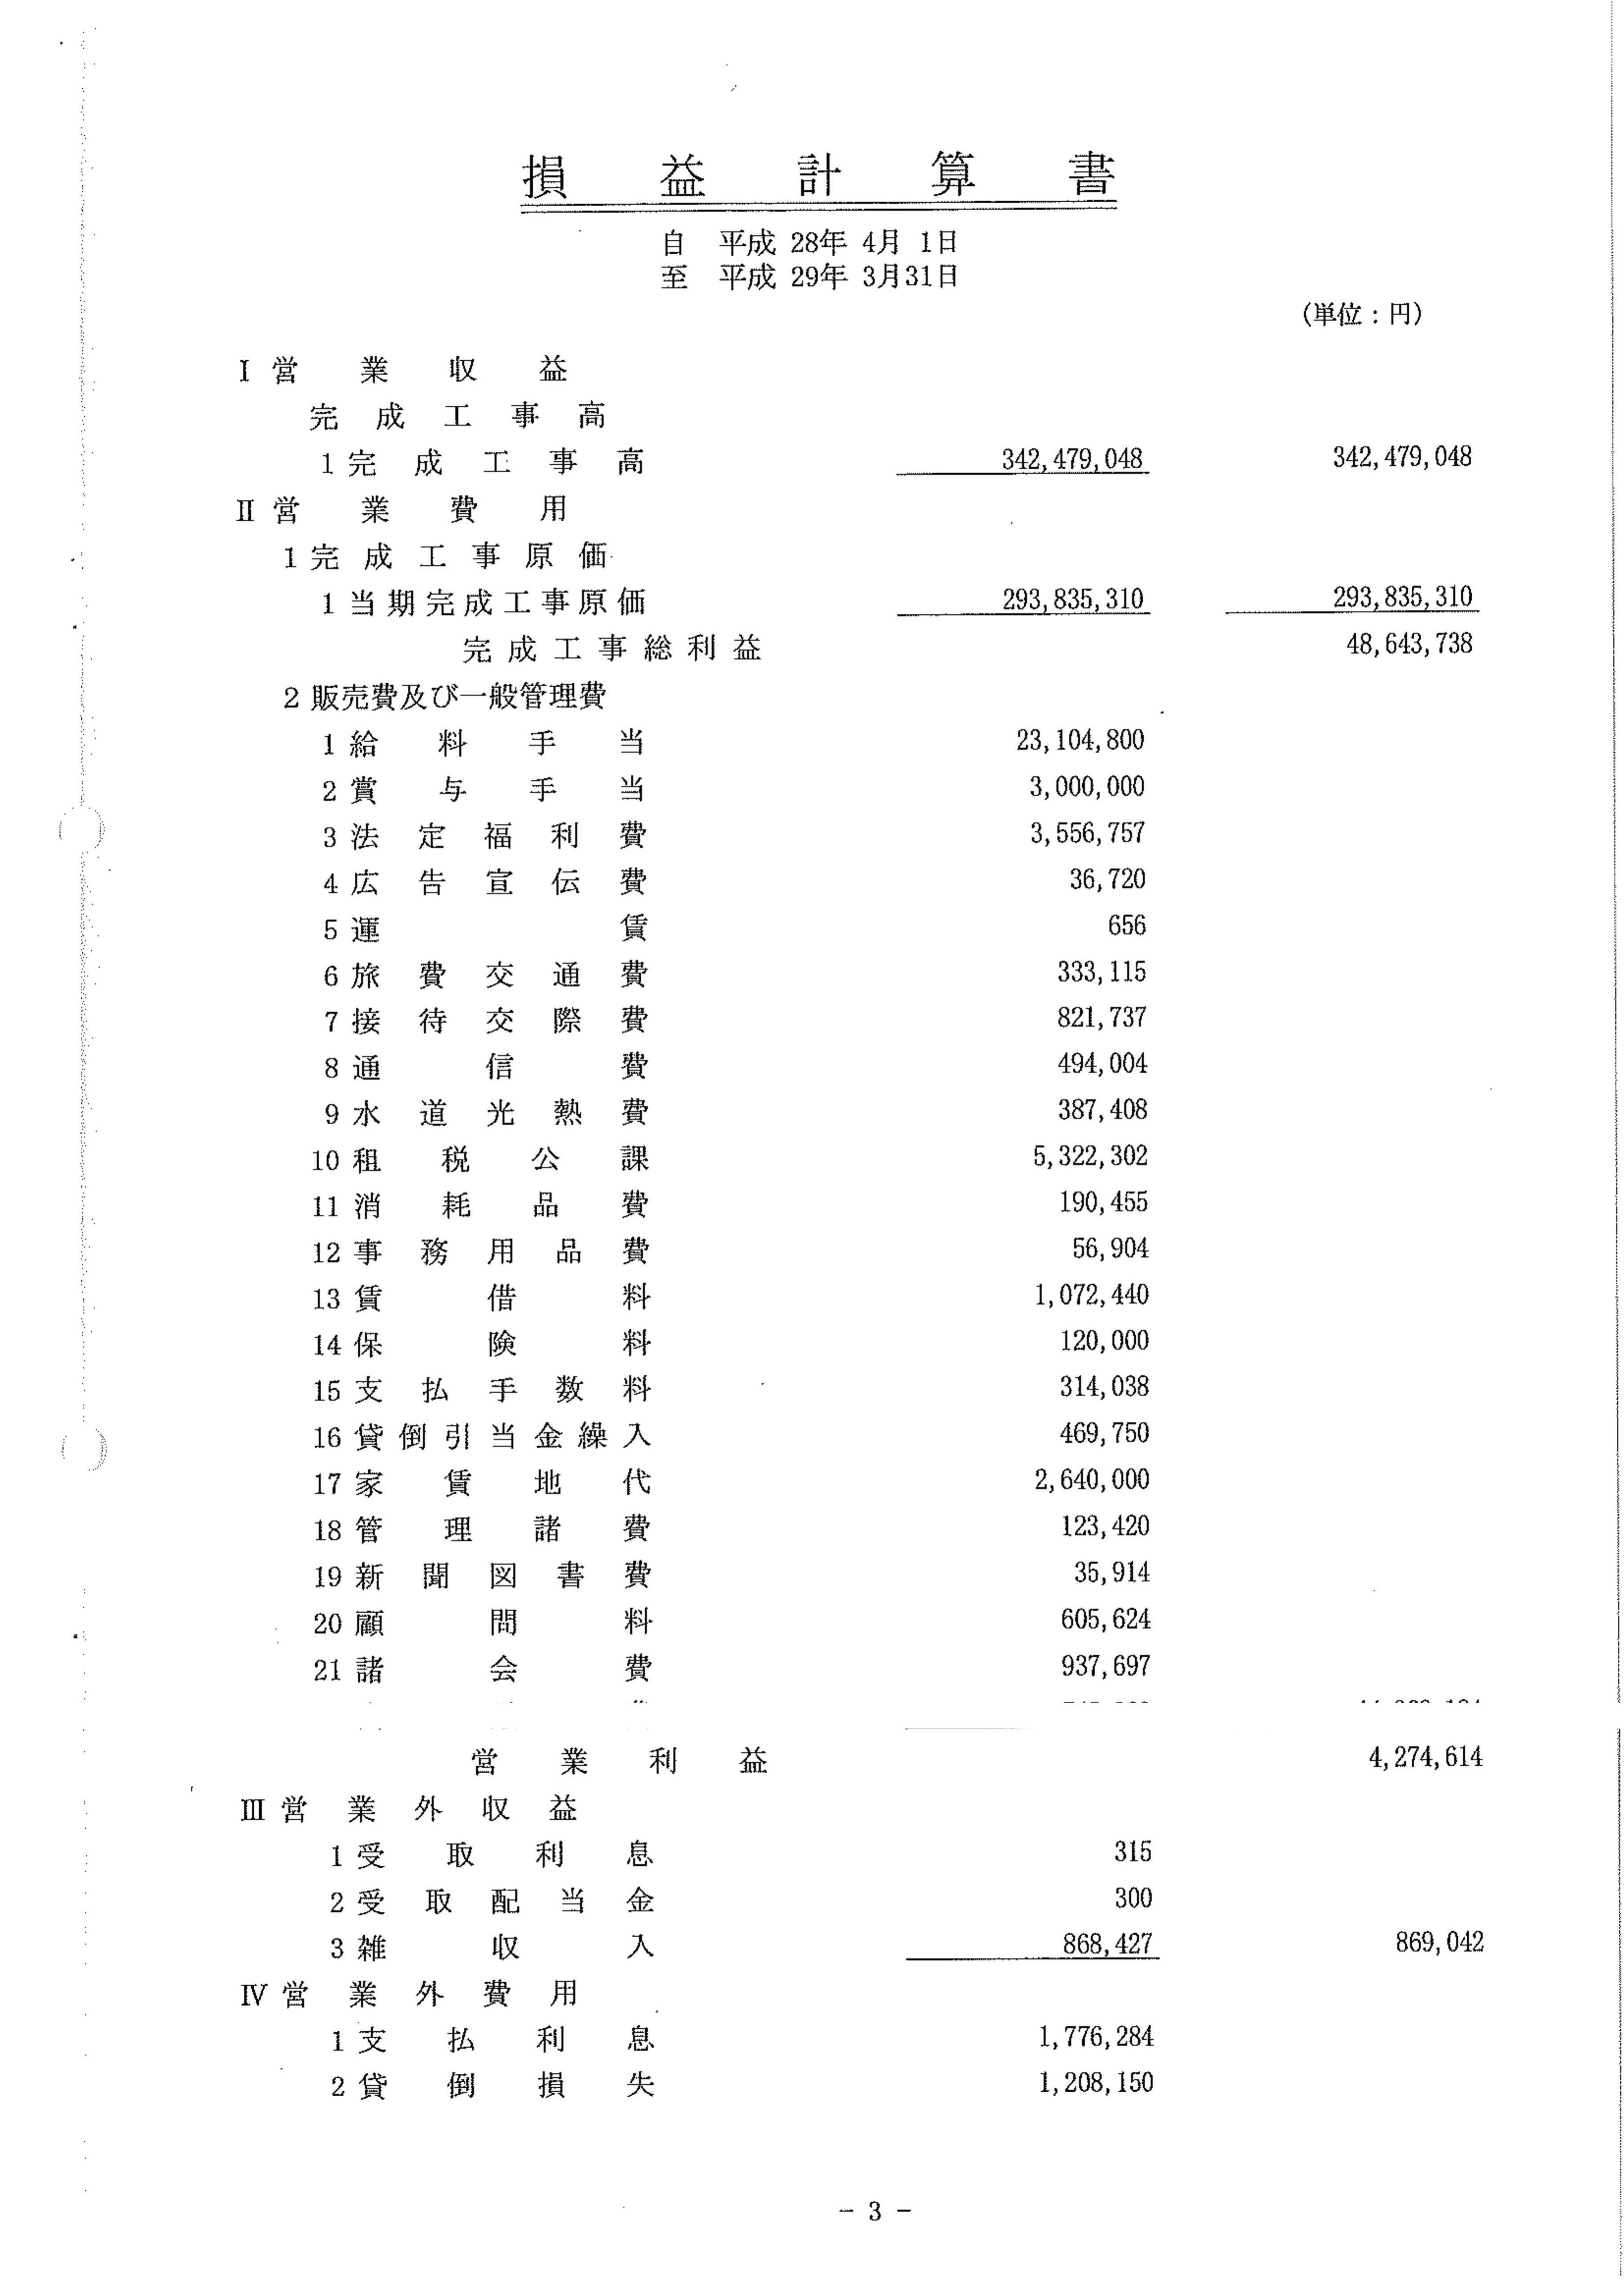 損益計算書
自 平成 28年 4月 1日
至 平成 29年 3月31日
(単位：円)
Ⅰ 営業収益
完成工事高
1 完成工事高 342,479,048 342,479,048
Ⅱ 営業費用
1 完成工事原価
1 当期完成工事原価 293,835,310 293,835,310
完成工事総利益 48,643,738
2 販売費及び一般管理費
1 給料手当 23,104,800
2 賞与手当 3,000,000
3 法定福利費 3,556,757
4 広告宣伝費 36,720
5 運賃 656
6 旅費交通費 333,115
7 接待交際費 821,737
8 通信費 494,004
9 水道光熱費 387,408
10 租税公課 5,322,302
11 消耗品費 190,455
12 事務用品費 56,904
13 賃借料 1,072,440
14 保険料 120,000
15 支払手数料 314,038
16 貸倒引当金繰入 469,750
17 家賃地代 2,640,000
18 管理諸費 123,420
19 新聞図書費 35,914
20 顧問料 605,624
21 諸会費 937,697
営業利益 4,274,614
Ⅲ 営業外収益
1 受取利息 315
2 受取配当金 300
3 雑収入 868,427 869,042
Ⅳ 営業外費用
1 支払利息 1,776,284
2 貸倒損失 1,208,150
- 3 -